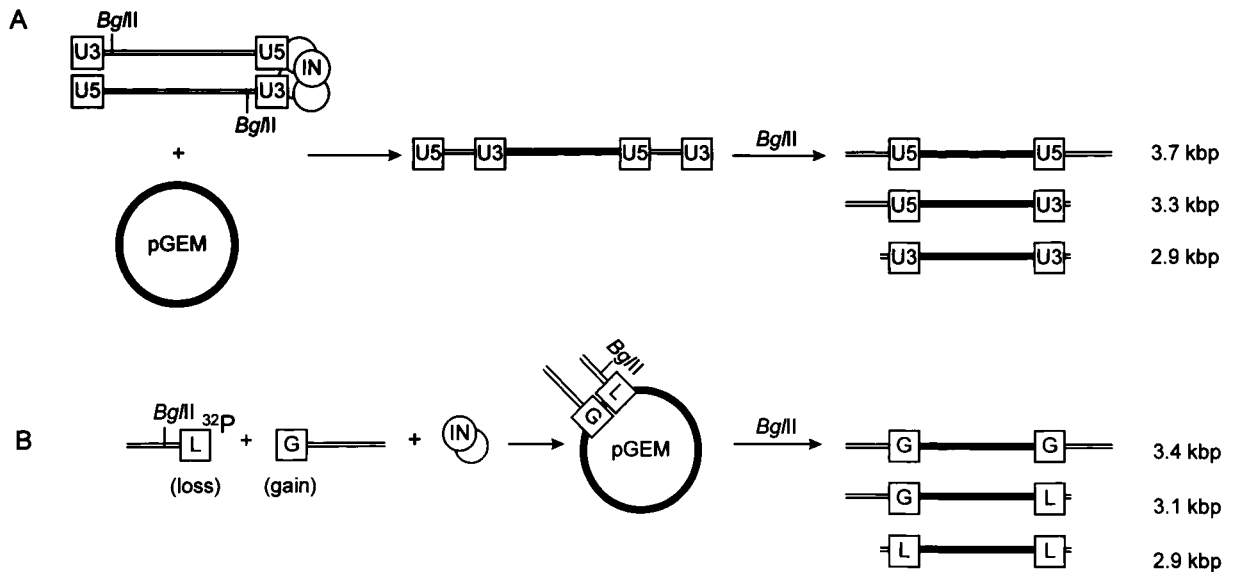 A
BglII
U3 U5
IN
U5 U3
BglII
+
pGEM
U5 U3 U5 U3
BglII
U5 U5 3.7 kbp
U5 U3 3.3 kbp
U3 U3 2.9 kbp
B
BglII
32P
L + G + IN
(loss) (gain)
BglII
G L
pGEM
BglII
G G 3.4 kbp
G L 3.1 kbp
L L 2.9 kbp